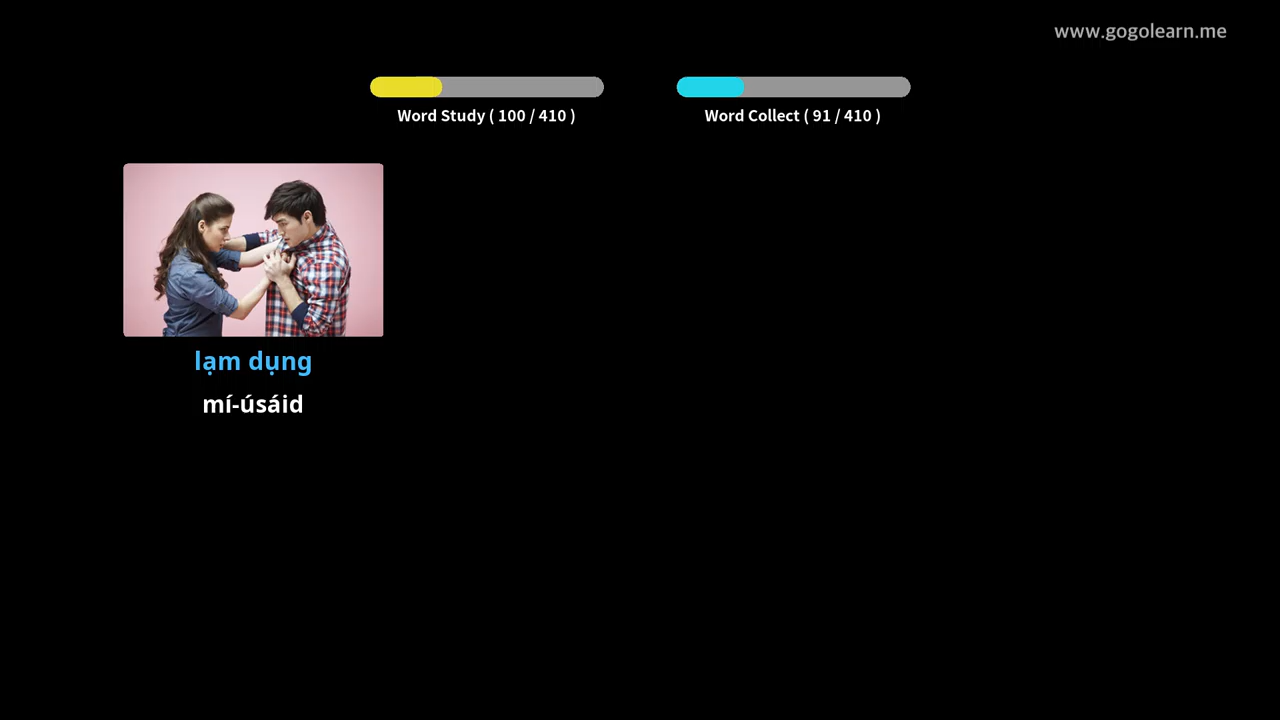 www.gogolearn.me
Word Study ( 100 / 410 )
Word Collect ( 91 / 410 )
lạm dụng
mí-úsáid